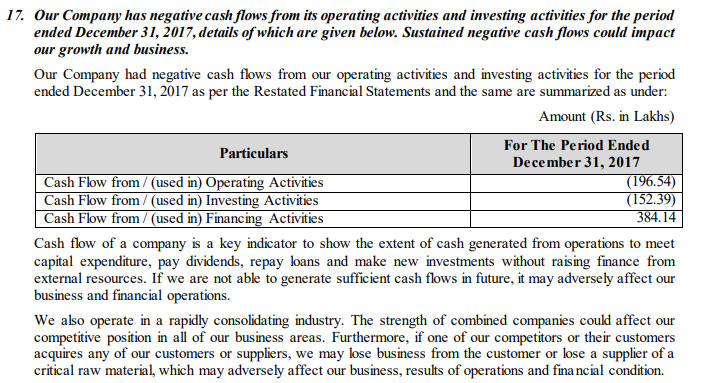 17. Our Company has negative cash flows from its operating activities and investing activities for the period
ended December 31, 2017, details of which are given below. Sustained negative cash flows could impact
our growth and business.
Our Company had negative cash flows from our operating activities and investing activities for the period
ended December 31, 2017 as per the Restated Financial Statements and the same are summarized as under:
Amount (Rs. in Lakhs)
Particulars
For The Period Ended
December 31, 2017
Cash Flow from / (used in) Operating Activities (196.54)
Cash Flow from / (used in) Investing Activities (152.39)
Cash Flow from / (used in) Financing Activities 384.14
Cash flow of a company is a key indicator to show the extent of cash generated from operations to meet
capital expenditure, pay dividends, repay loans and make new investments without raising finance from
external resources. If we are not able to generate sufficient cash flows in future, it may adversely affect our
business and financial operations.
We also operate in a rapidly consolidating industry. The strength of combined companies could affect our
competitive position in all of our business areas. Furthermore, if one of our competitors or their customers
acquires any of our customers or suppliers, we may lose business from the customer or lose a supplier of a
critical raw material, which may adversely affect our business, results of operations and financial condition.